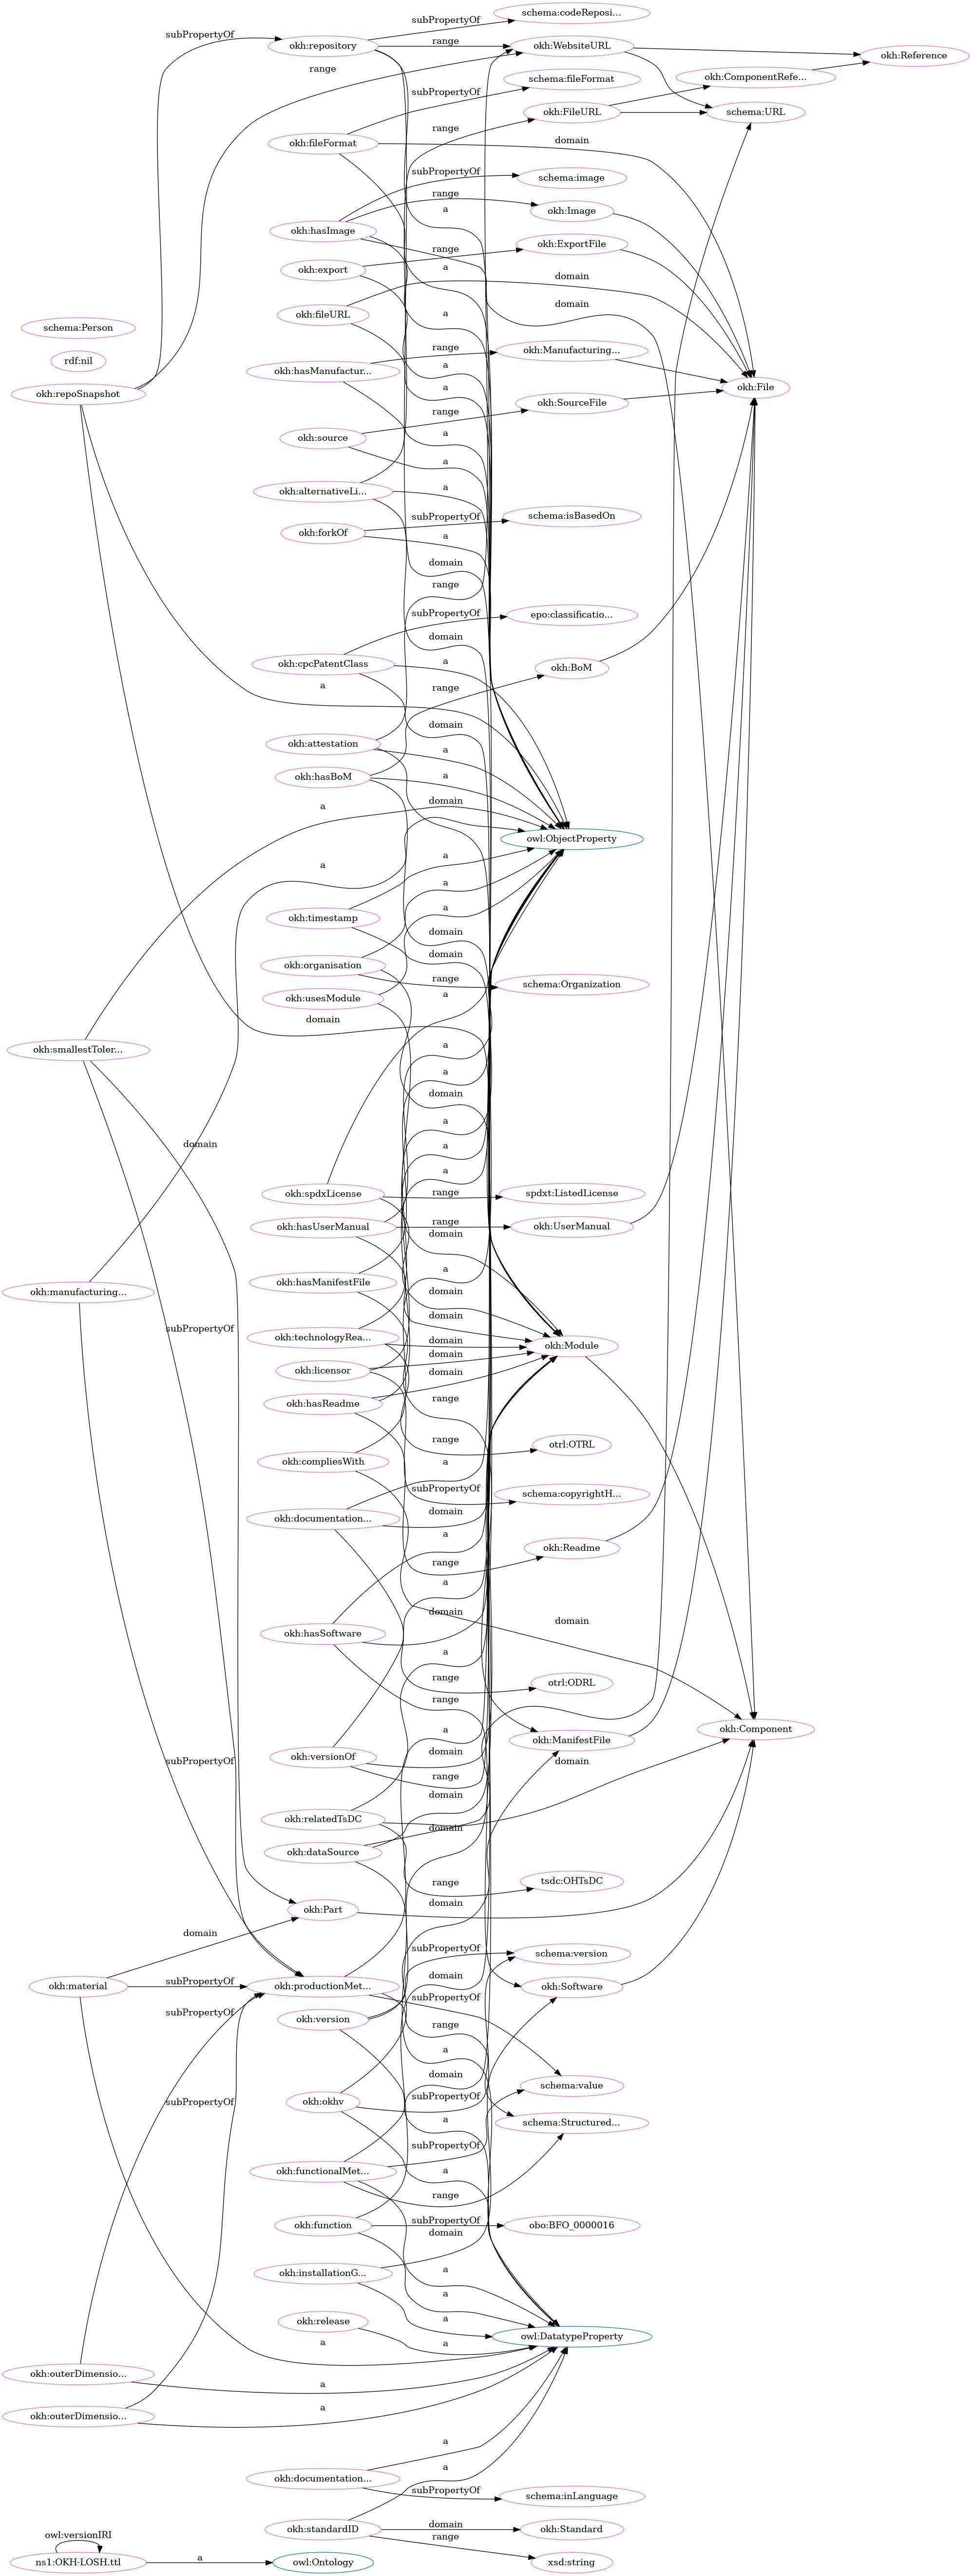 schema:codeReposi...
subPropertyOf
okh:repository
range
okh:WebsiteURL
okh:Reference
subPropertyOf
range
okh:ComponentRefe...
schema:fileFormat
subPropertyOf
okh:FileURL
schema:URL
range
okh:fileFormat
domain
subPropertyOf
schema:image
range
okh:Image
a
okh:hasImage
okh:ExportFile
range
a
okh:export
domain
domain
okh:fileURL
a
schema:Person
range
okh:Manufacturing...
rdf:nil
a
okh:hasManufactur...
a
okh:File
okh:repoSnapshot
okh:SourceFile
range
a
okh:source
a
a
okh:alternativeLi...
subPropertyOf
schema:isBasedOn
okh:forkOf
a
domain
range
subPropertyOf
epo:classificatio...
domain
okh:cpcPatentClass
a
okh:BoM
a
range
domain
okh:attestation
a
okh:hasBoM
a
a
domain
owl:ObjectProperty
a
a
a
a
okh:timestamp
domain
domain
okh:organisation
range
schema:Organization
okh:usesModule
a
domain
a
okh:smallestToler...
a
domain
a
domain
a
a
okh:spdxLicense
range
spdxt:ListedLicense
okh:hasUserManual
range
okh:UserManual
domain
a
okh:hasManifestFile
domain
okh:manufacturing...
domain
subPropertyOf
okh:technologyRea...
domain
okh:Module
domain
okh:licensor
domain
okh:hasReadme
range
range
otrl:OTRL
okh:compliesWith
a
subPropertyOf
schema:copyrightH...
domain
okh:documentation...
a
okh:Readme
range
a
domain
domain
okh:hasSoftware
a
range
otrl:ODRL
range
a
okh:Component
okh:ManifestFile
domain
okh:versionOf
domain
subPropertyOf
range
domain
okh:relatedTsDC
domain
okh:dataSource
range
tsdc:OHTsDC
domain
okh:Part
domain
subPropertyOf
schema:version
domain
okh:material
subPropertyOf
okh:productionMet...
okh:Software
subPropertyOf
subPropertyOf
okh:version
range
a
domain
schema:value
subPropertyOf
okh:okhv
subPropertyOf
a
schema:Structured...
subPropertyOf
okh:functionalMet...
a
range
subPropertyOf
okh:function
obo:BFO_0000016
domain
a
okh:installationG...
a
a
okh:release
a
a
owl:DatatypeProperty
okh:outerDimensio...
a
a
okh:outerDimensio...
a
a
okh:documentation...
subPropertyOf
schema:inLanguage
domain
okh:standardID
okh:Standard
range
owl:versionIRI
ns1:OKH-LOSH.ttl
a
owl:Ontology
xsd:string